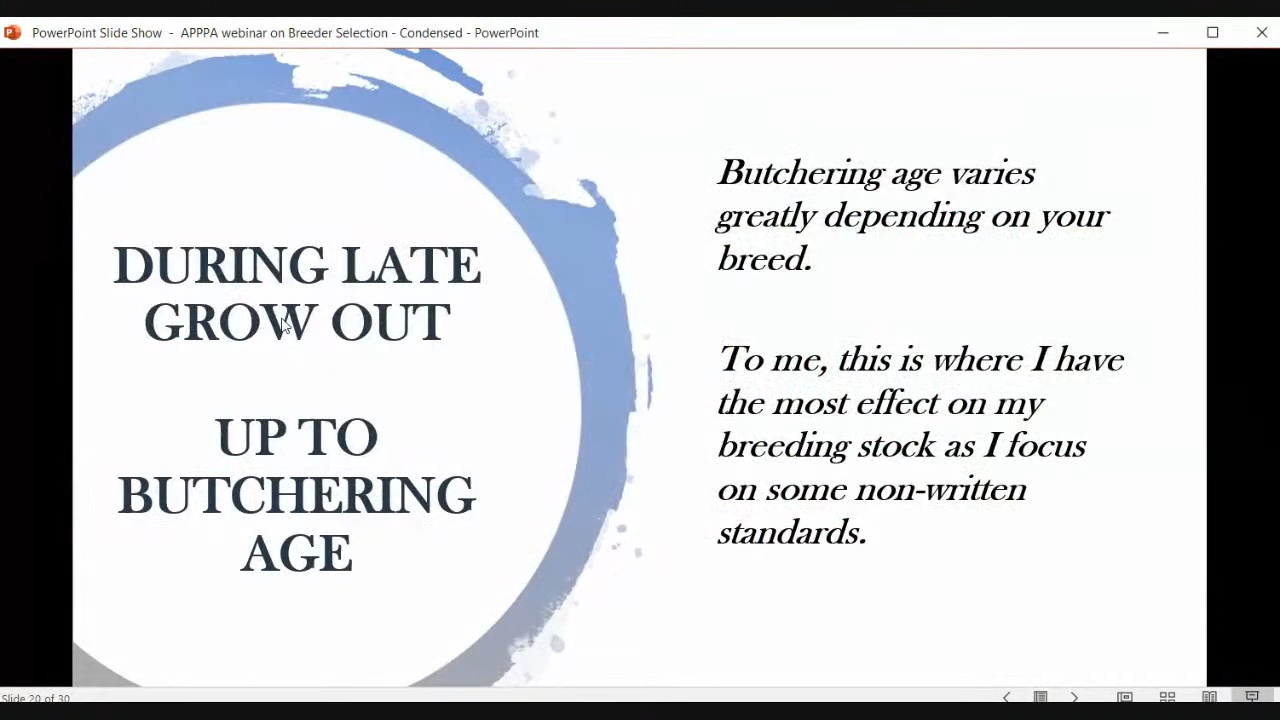 PowerPoint Slide Show - APPPA webinar on Breeder Selection - Condensed - PowerPoint
DURING LATE
GROW OUT
UP TO
BUTCHERING
AGE
Butchering age varies
greatly depending on your
breed.
To me, this is where I have
the most effect on my
breeding stock as I focus
on some non-written
standards.
Slide 20 of 30